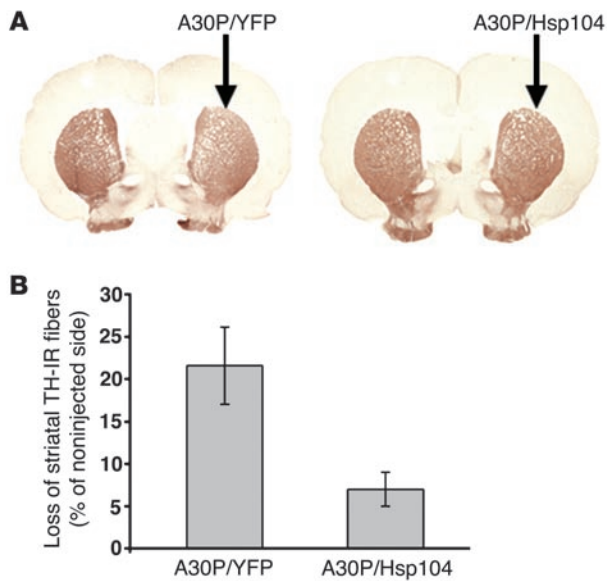 A
A30P/YFP
A30P/Hsp104
B
Loss of striatal TH-IR fibers
(% of noninjected side)
30
25
20
15
10
5
0
A30P/YFP
A30P/Hsp104